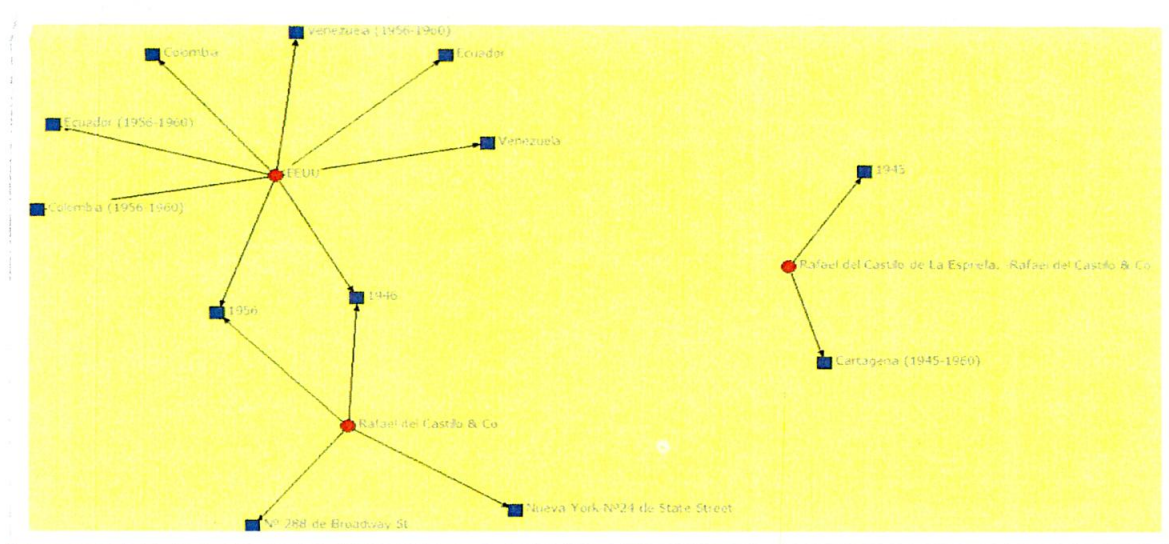 Venezuela (1956-1960)
Colombia
Ecuador
Ecuador (1956-1960)
Venezuela
EEUU
1945
Colombia (1956-1960)
Rafael del Castillo de La Espriella, Rafael del Castillo & Co
1946
1956
Cartagena (1945-1960)
Rafael del Castillo & Co
Nueva York Nº24 de State Street
Nº 288 de Broadway St